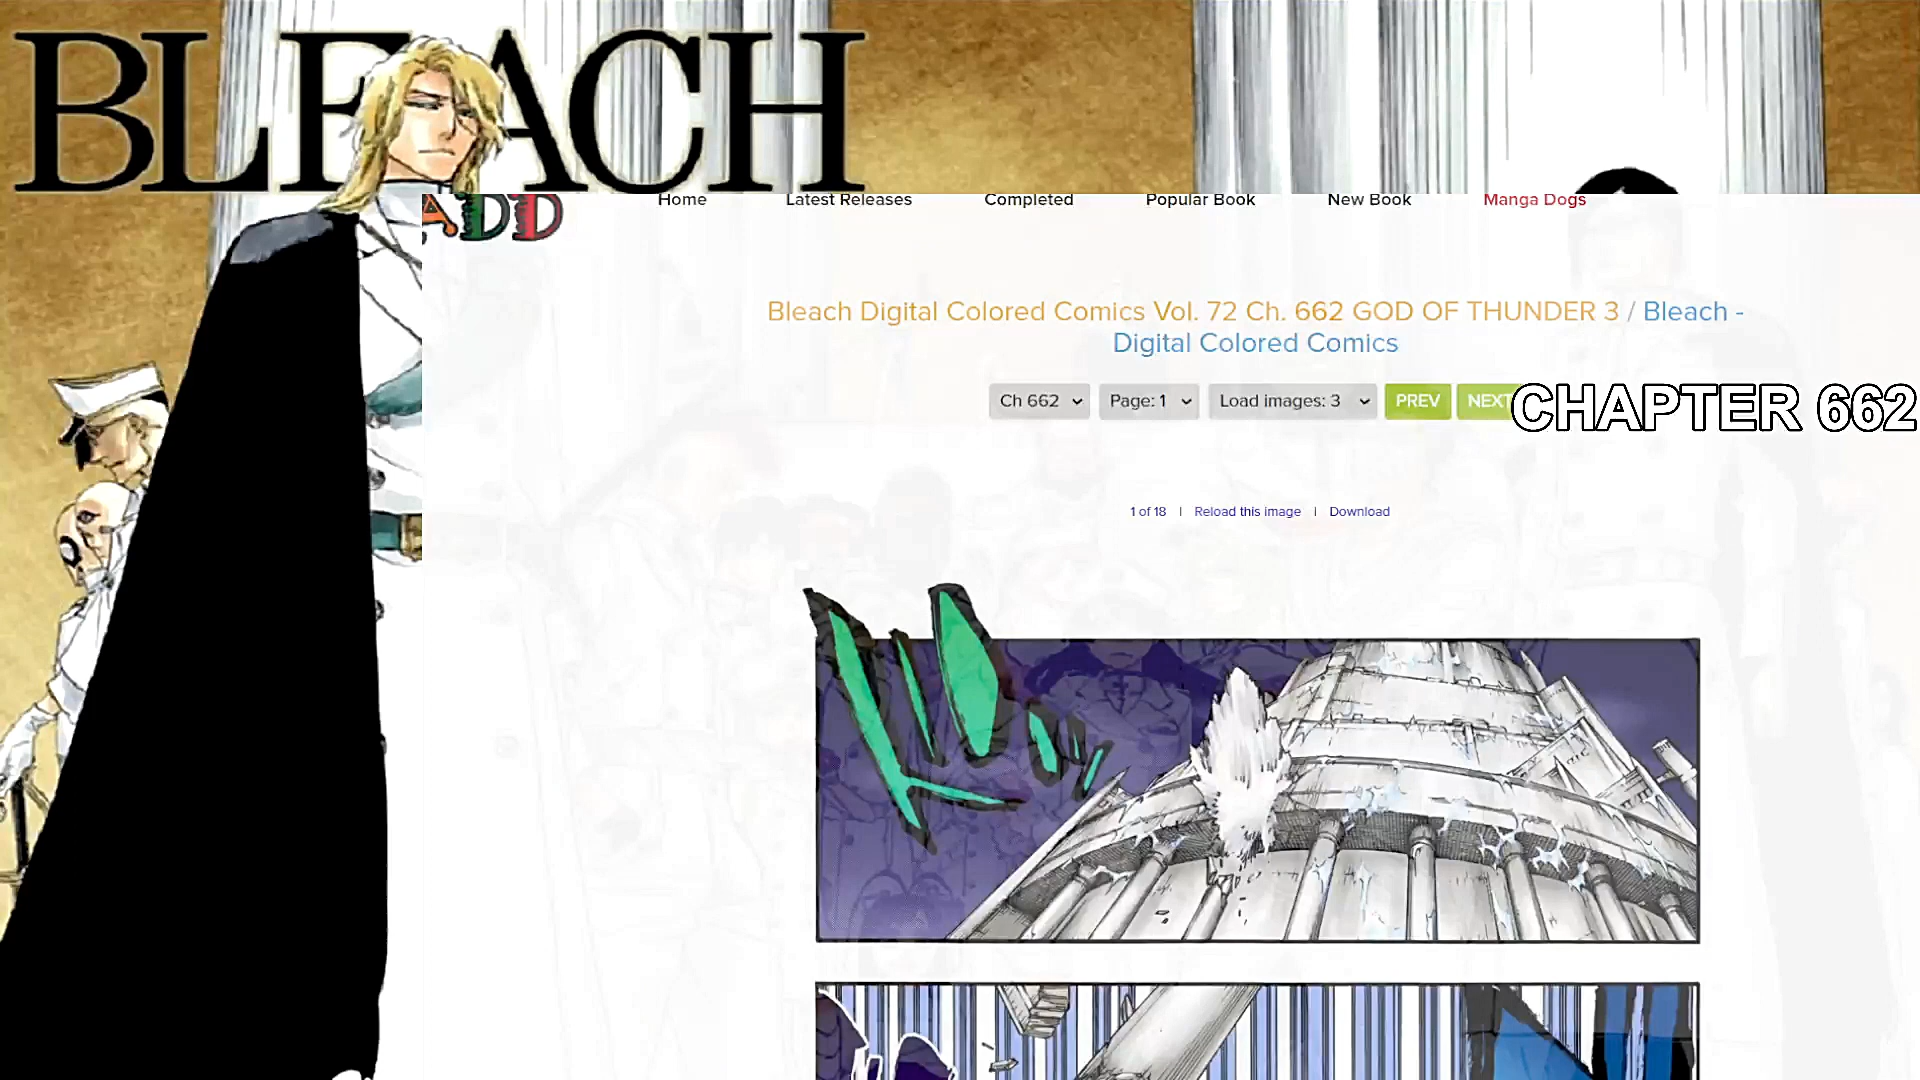 BLEACH
ADD
Home Latest Releases Completed Popular Book New Book Manga Dogs
Bleach Digital Colored Comics Vol. 72 Ch. 662 GOD OF THUNDER 3 / Bleach -
Digital Colored Comics
Ch 662 Page: 1 Load images: 3 PREV NEXT CHAPTER 662
1 of 18 | Reload this image | Download